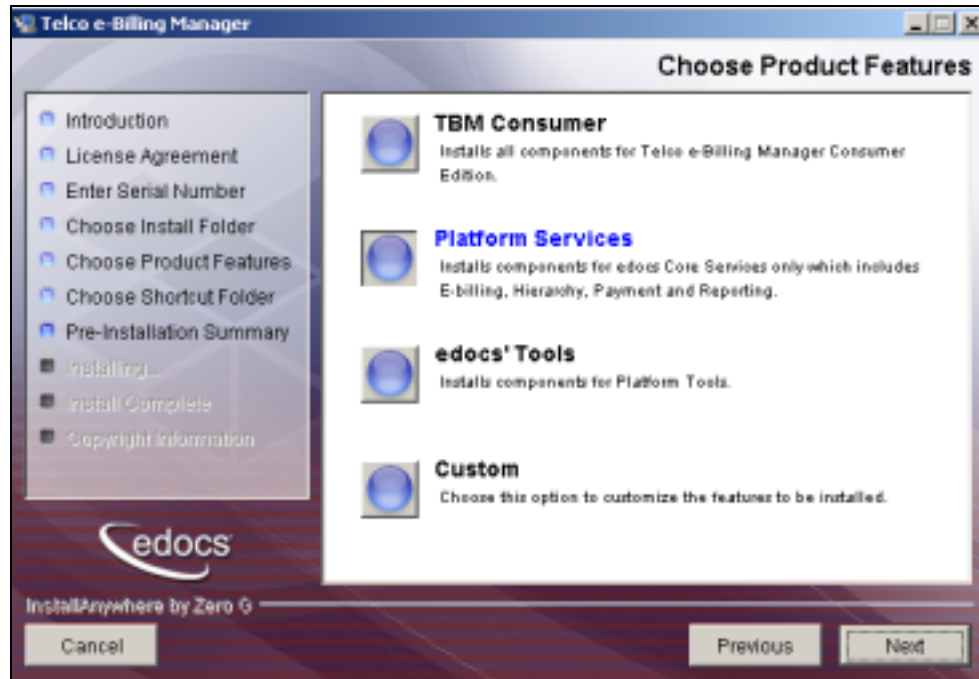 Telco e-Billing Manager
Choose Product Features
Introduction
License Agreement
Enter Serial Number
Choose Install Folder
Choose Product Features
Choose Shortcut Folder
Pre-Installation Summary
Installing...
Install Complete
Copyright Information
TBM Consumer
Installs all components for Telco e-Billing Manager Consumer
Edition.
Platform Services
Installs components for edocs Core Services only which includes
E-billing, Hierarchy, Payment and Reporting.
edocs' Tools
Installs components for Platform Tools.
Custom
Choose this option to customize the features to be installed.
edocs
InstallAnywhere by Zero G
Cancel
Previous
Next